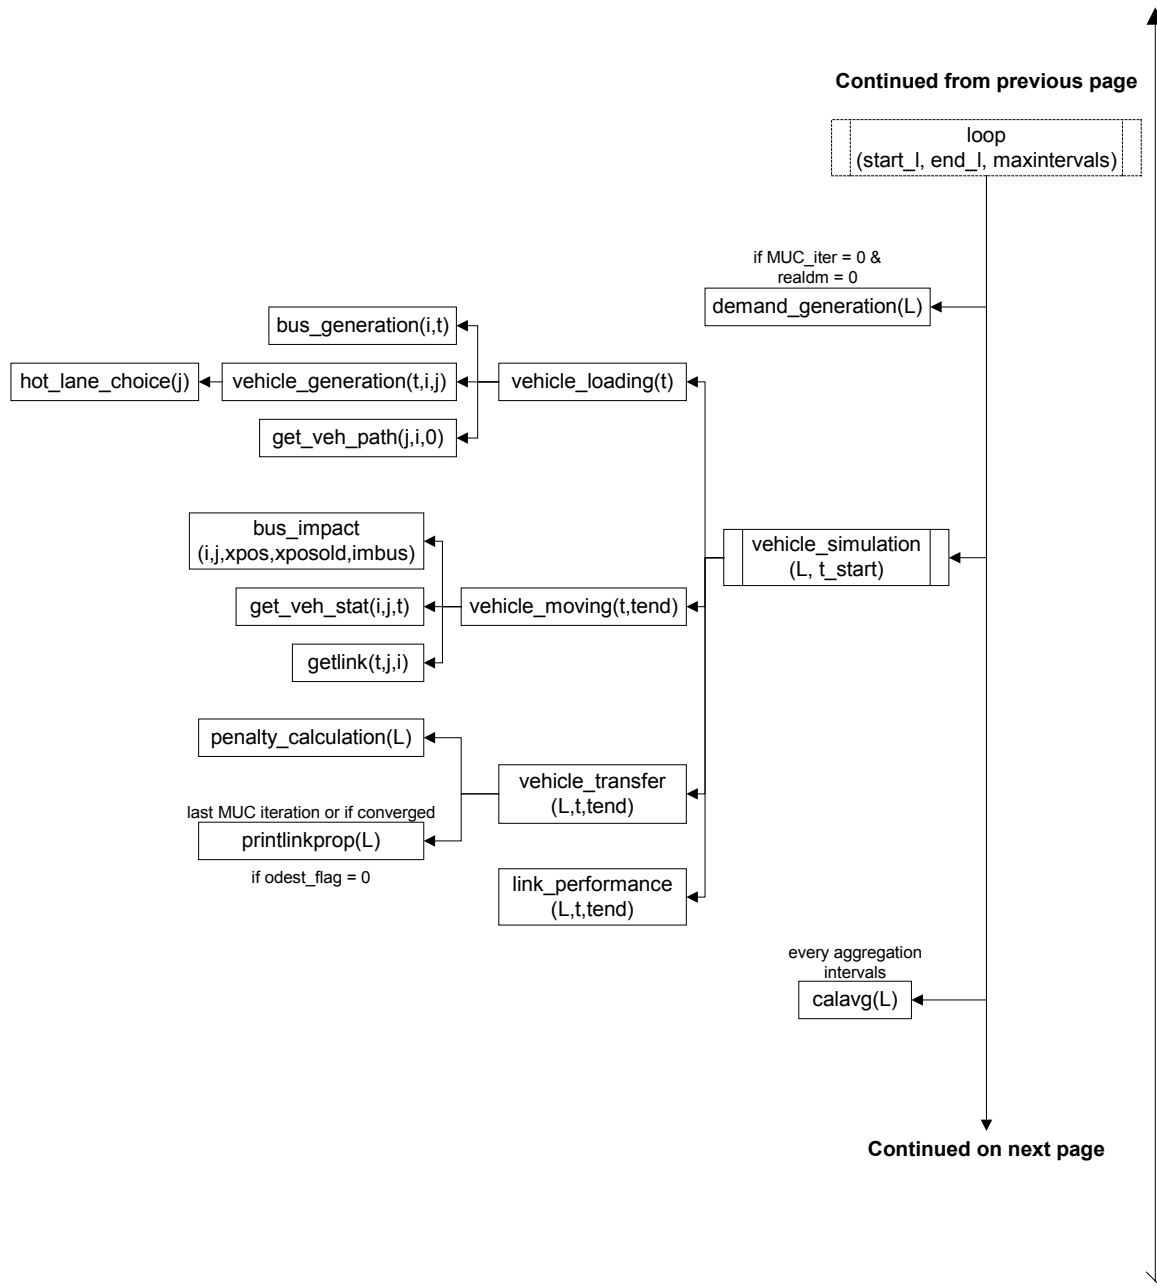 Continued from previous page
loop
(start_l, end_l, maxintervals)
if MUC_iter = 0 &
realdm = 0
demand_generation(L)
bus_generation(i,t)
hot_lane_choice(j)
vehicle_generation(t,i,j)
vehicle_loading(t)
get_veh_path(j,i,0)
bus_impact
(i,j,xpos,xposold,imbus)
vehicle_simulation
(L, t_start)
get_veh_stat(i,j,t)
vehicle_moving(t,tend)
getlink(t,j,i)
penalty_calculation(L)
vehicle_transfer
(L,t,tend)
last MUC iteration or if converged
printlinkprop(L)
if odest_flag = 0
link_performance
(L,t,tend)
every aggregation
intervals
calavg(L)
Continued on next page